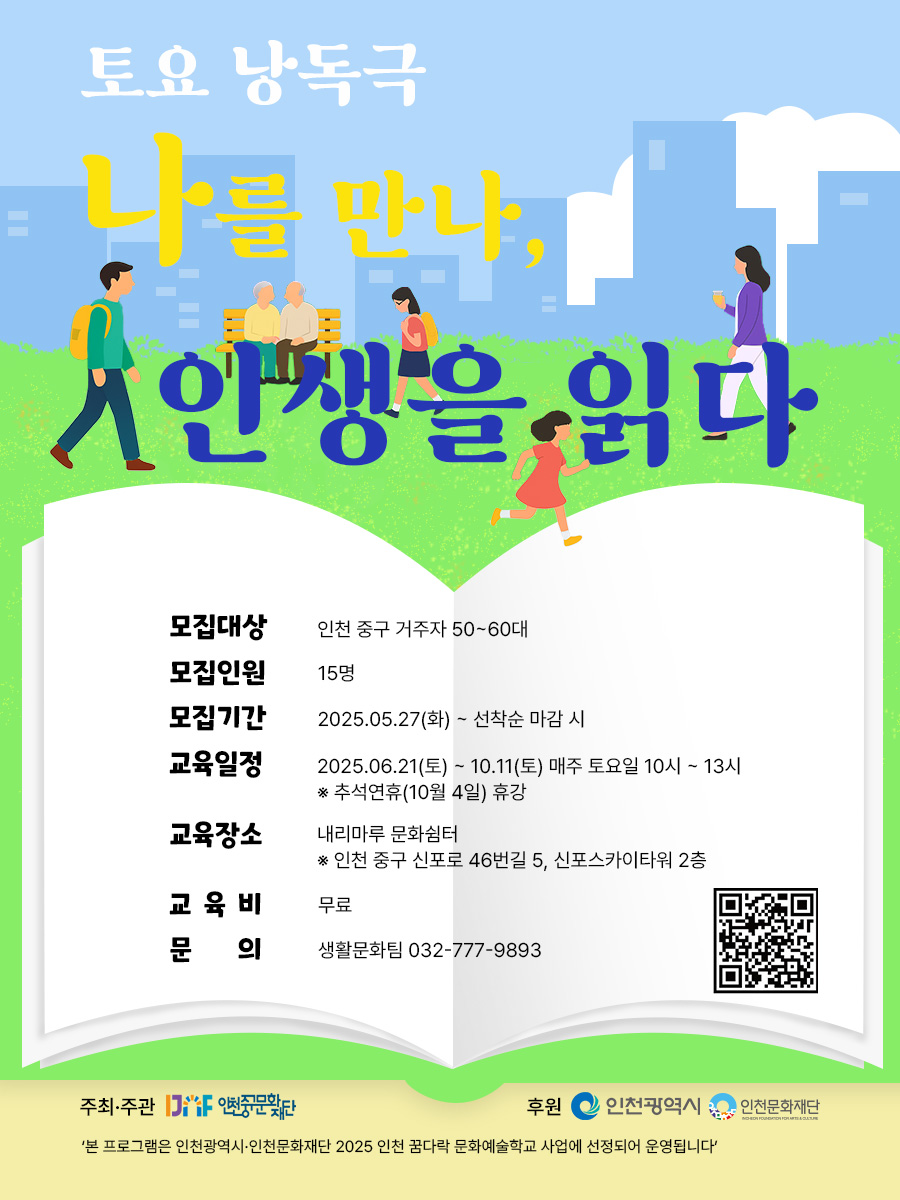 토요 낭독극
나를 만나,
인생을 읽다
모집대상 인천 중구 거주자 50~60대
모집인원 15명
모집기간 2025.05.27(화) ~ 선착순 마감 시
교육일정 2025.06.21(토) ~ 10.11(토) 매주 토요일 10시 ~ 13시
※ 추석연휴(10월 4일) 휴강
교육장소 내리마루 문화쉼터
※ 인천 중구 신포로 46번길 5, 신포스카이타워 2층
교 육 비 무료
문 의 생활문화팀 032-777-9893
주최·주관 IJMF 인천중구문화재단 후원 인천광역시 인천문화재단
INCHEON FOUNDATION FOR ARTS & CULTURE
‘본 프로그램은 인천광역시·인천문화재단 2025 인천 꿈다락 문화예술학교 사업에 선정되어 운영됩니다’